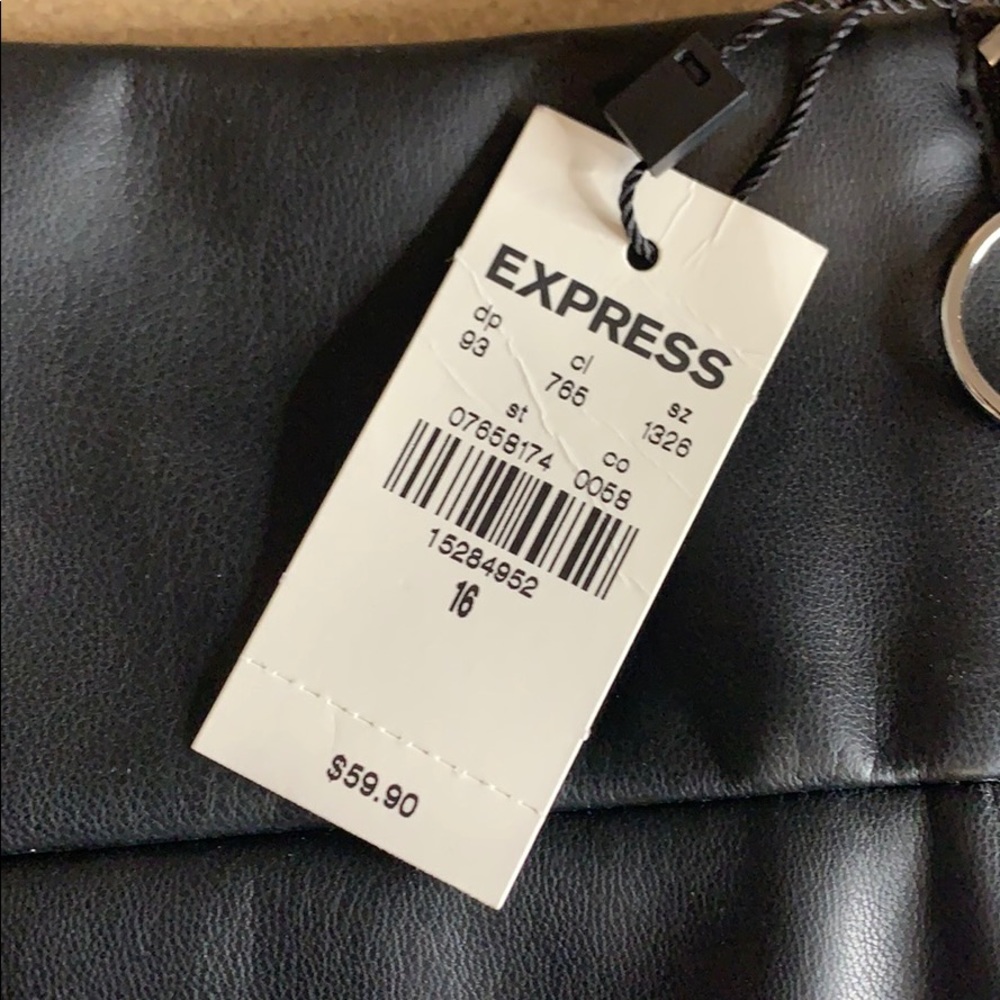 EXPRESS
dp cl sz
93 765 1326
st co
07658174 0058
15284952
16
$59.90